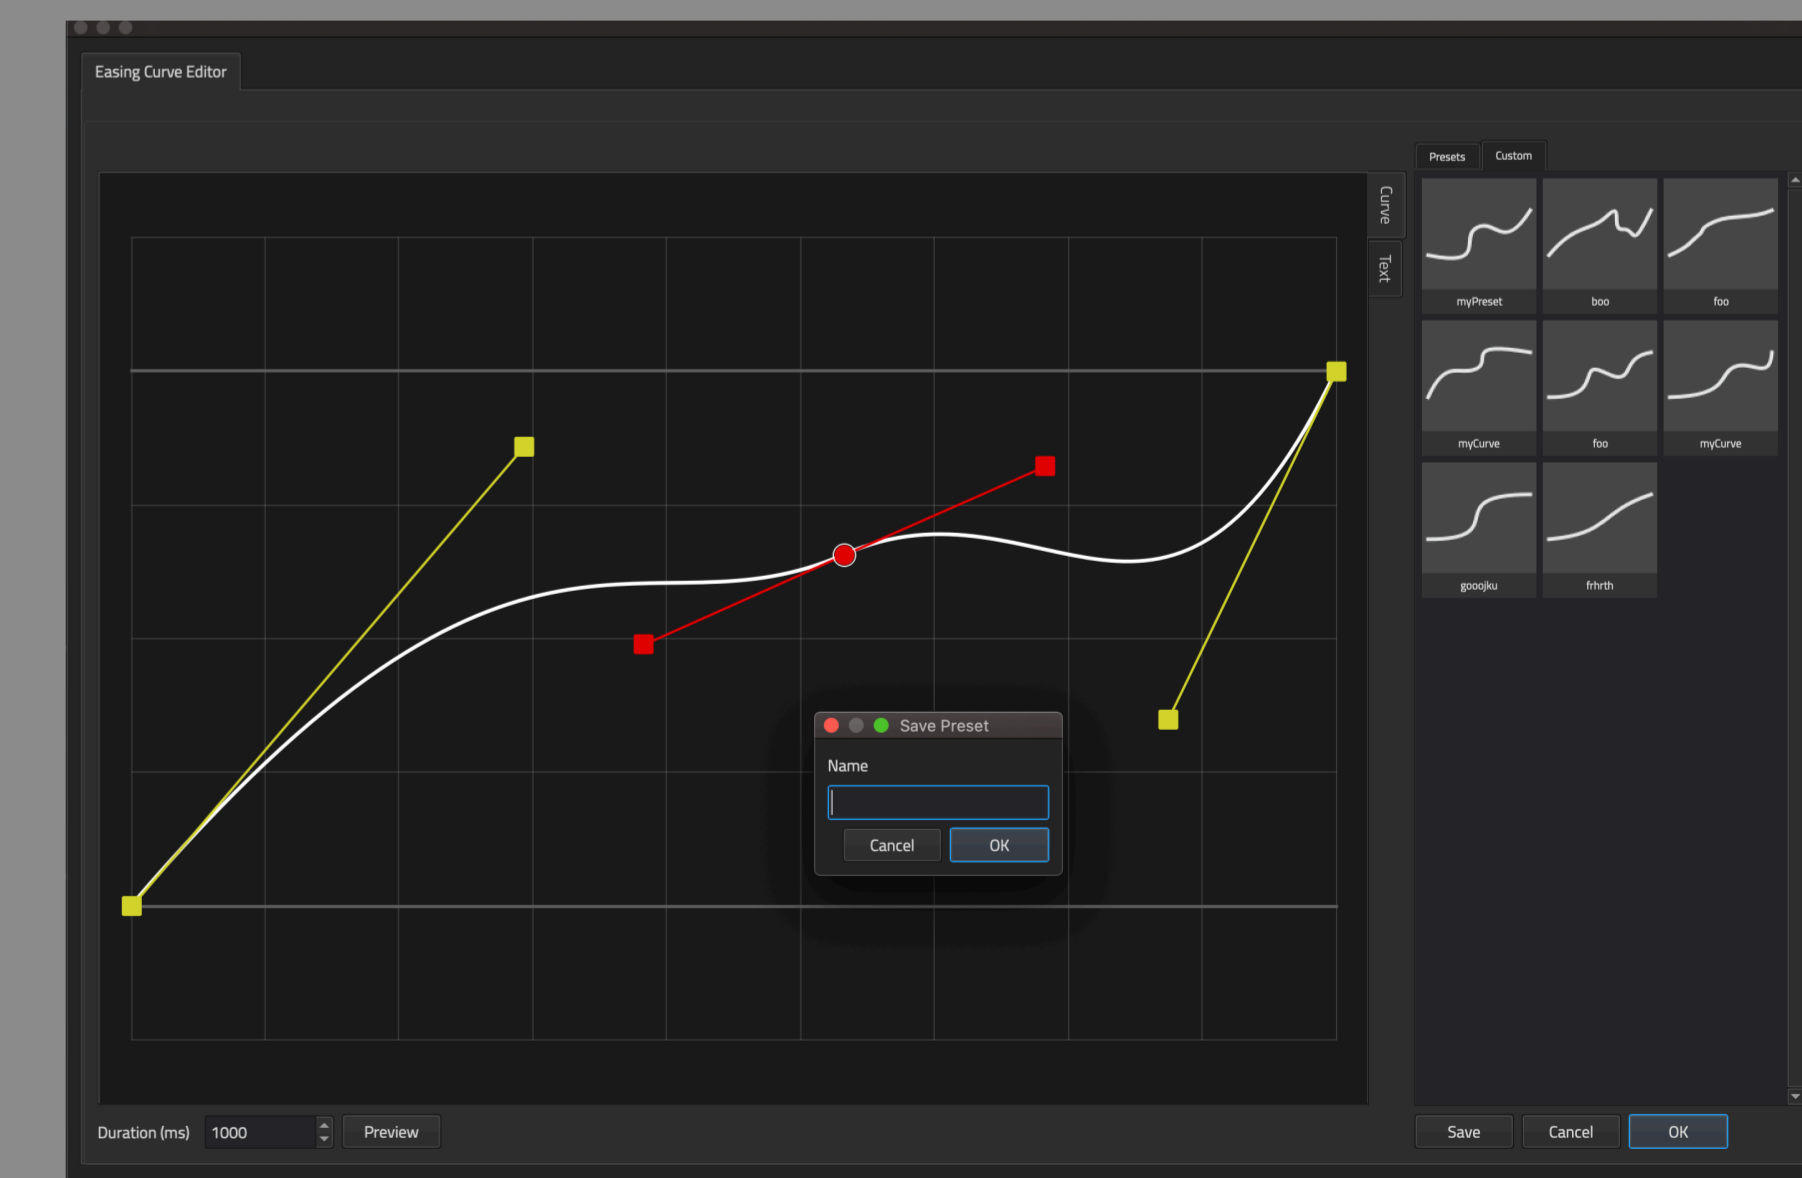 Easing Curve Editor
Presets
Custom
Curve
Text
myPreset
boo
foo
myCurve
foo
myCurve
gooojku
frhrth
Save Preset
Name
Cancel
OK
Duration (ms)
1000
Preview
Save
Cancel
OK